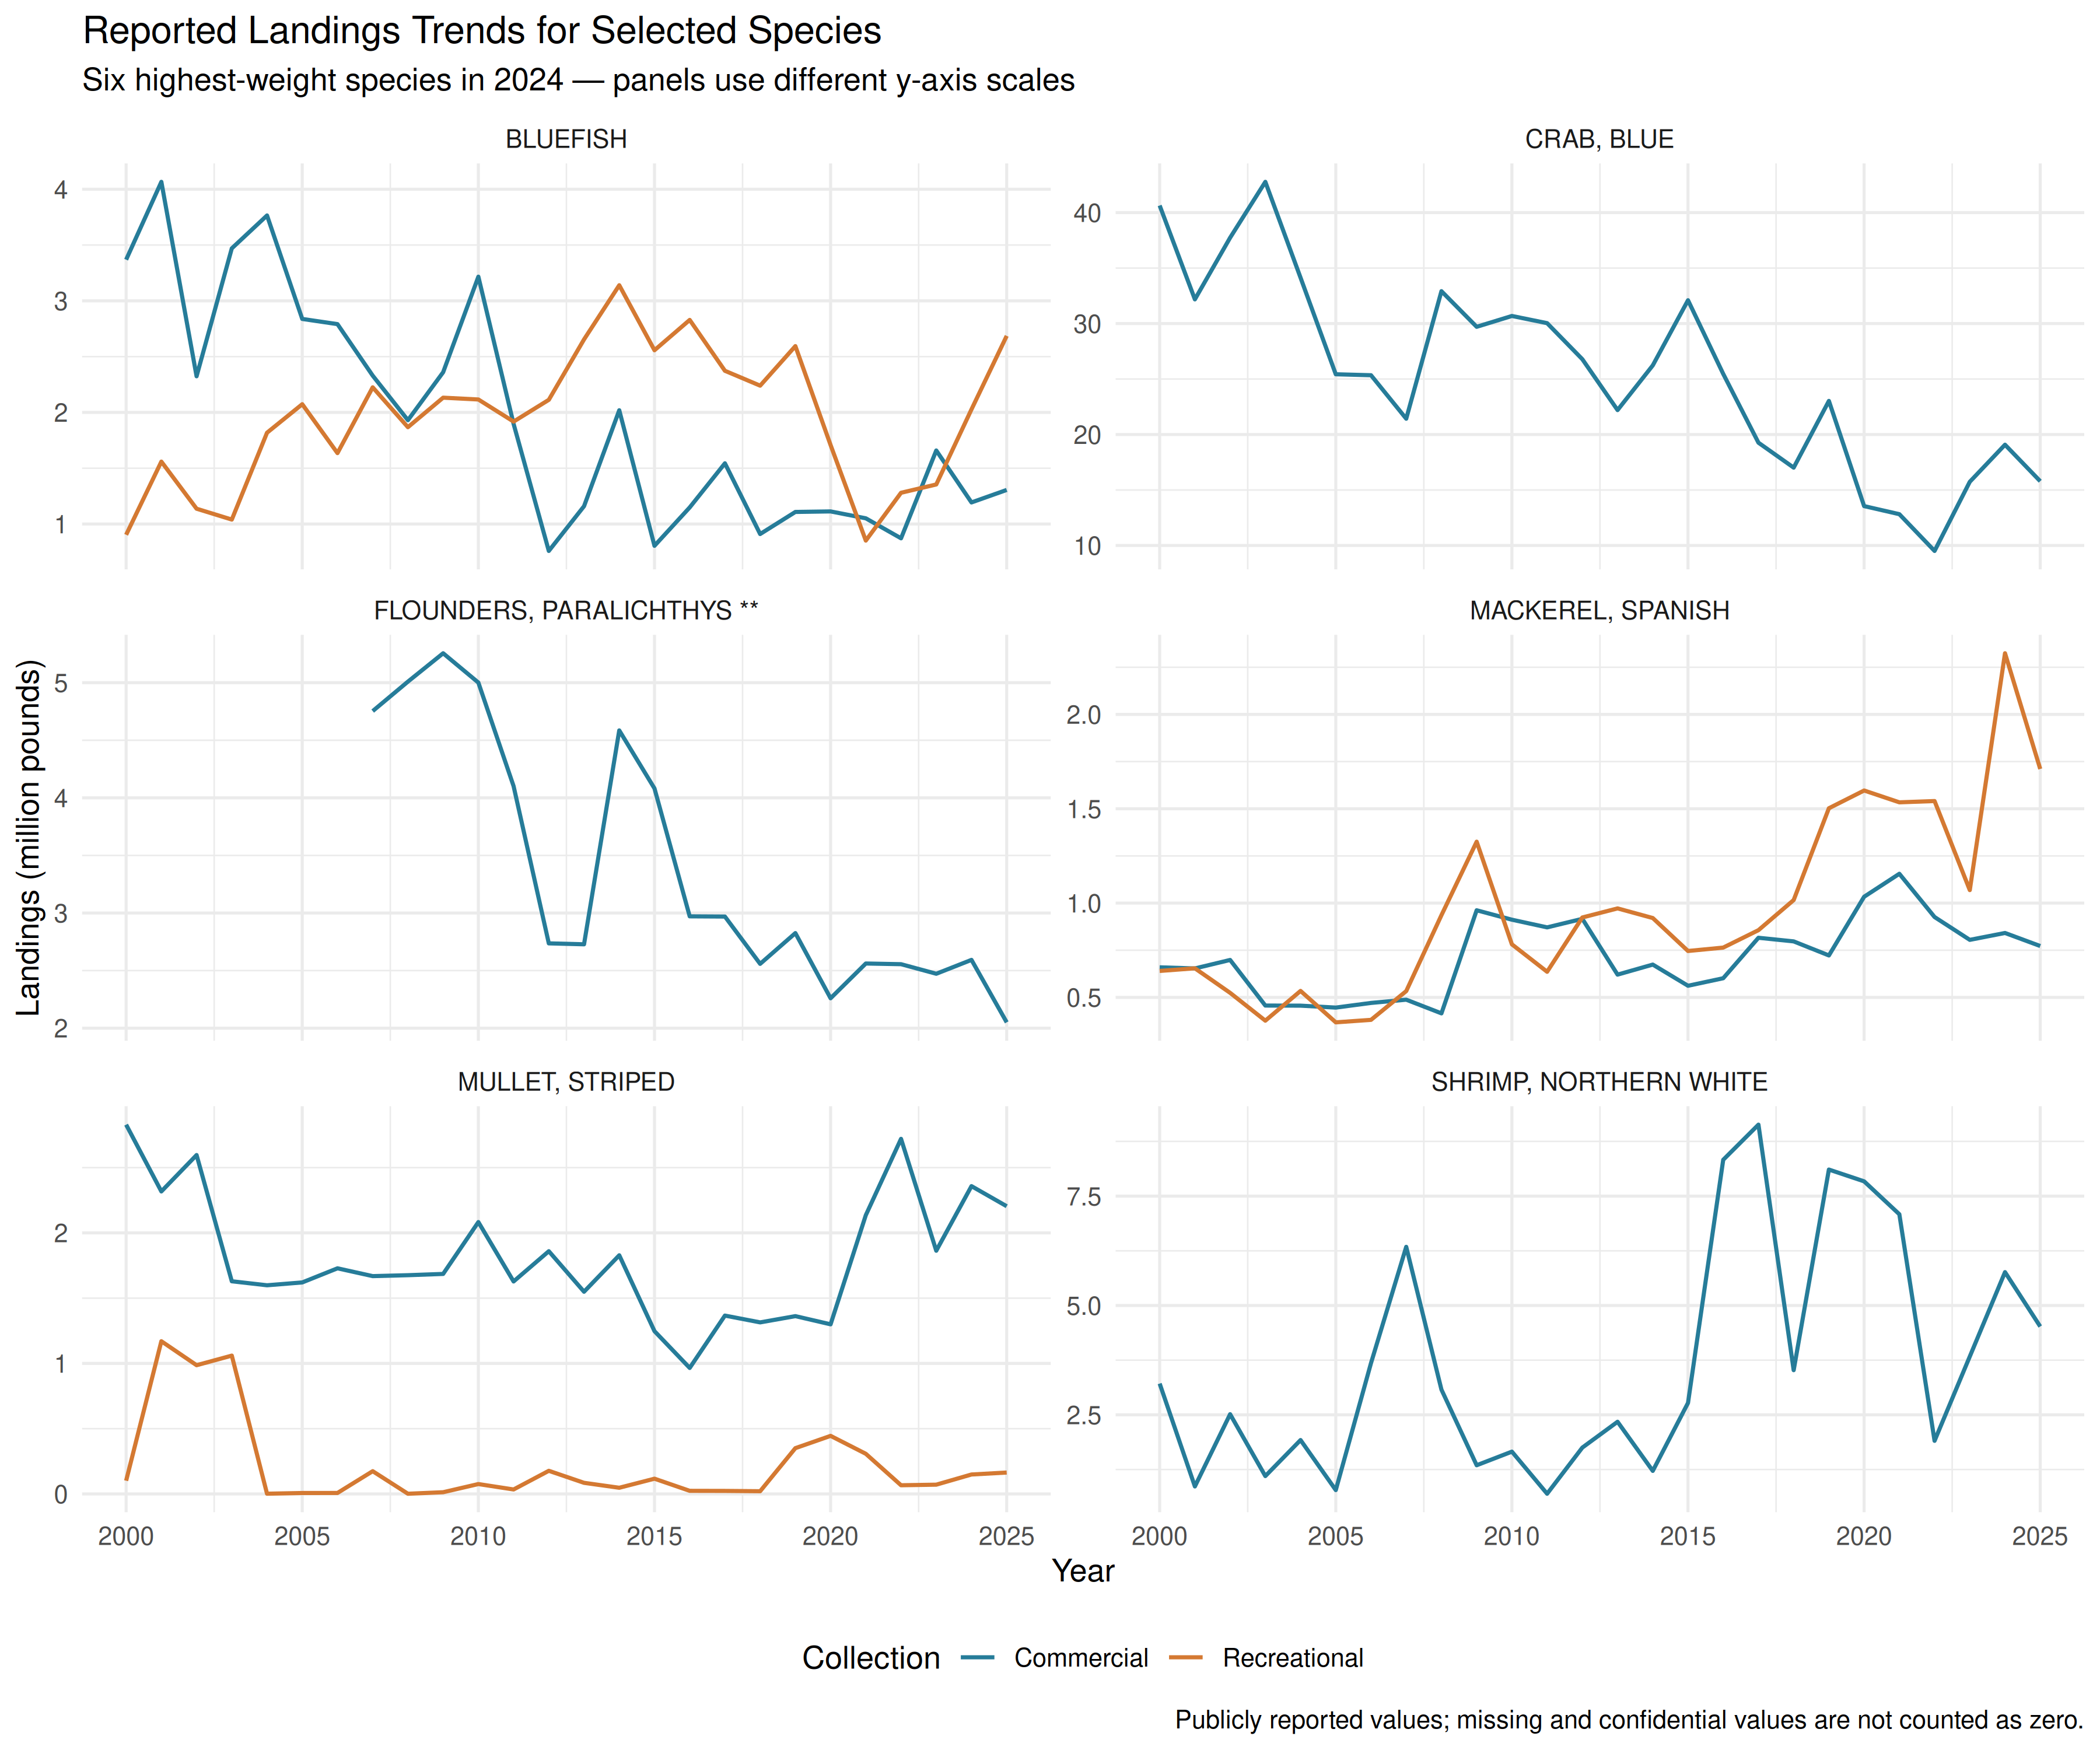 Reported Landings Trends for Selected Species
Six highest-weight species in 2024 — panels use different y-axis scales
BLUEFISH
4
3
2
1
CRAB, BLUE
40
30
20
10
Landings (million pounds)
FLOUNDERS, PARALICHTHYS **
5
4
3
2
MACKEREL, SPANISH
2.0
1.5
1.0
0.5
MULLET, STRIPED
2
1
0
2000 2005 2010 2015 2020 2025
SHRIMP, NORTHERN WHITE
7.5
5.0
2.5
2000 2005 2010 2015 2020 2025
Year
Collection Commercial Recreational
Publicly reported values; missing and confidential values are not counted as zero.